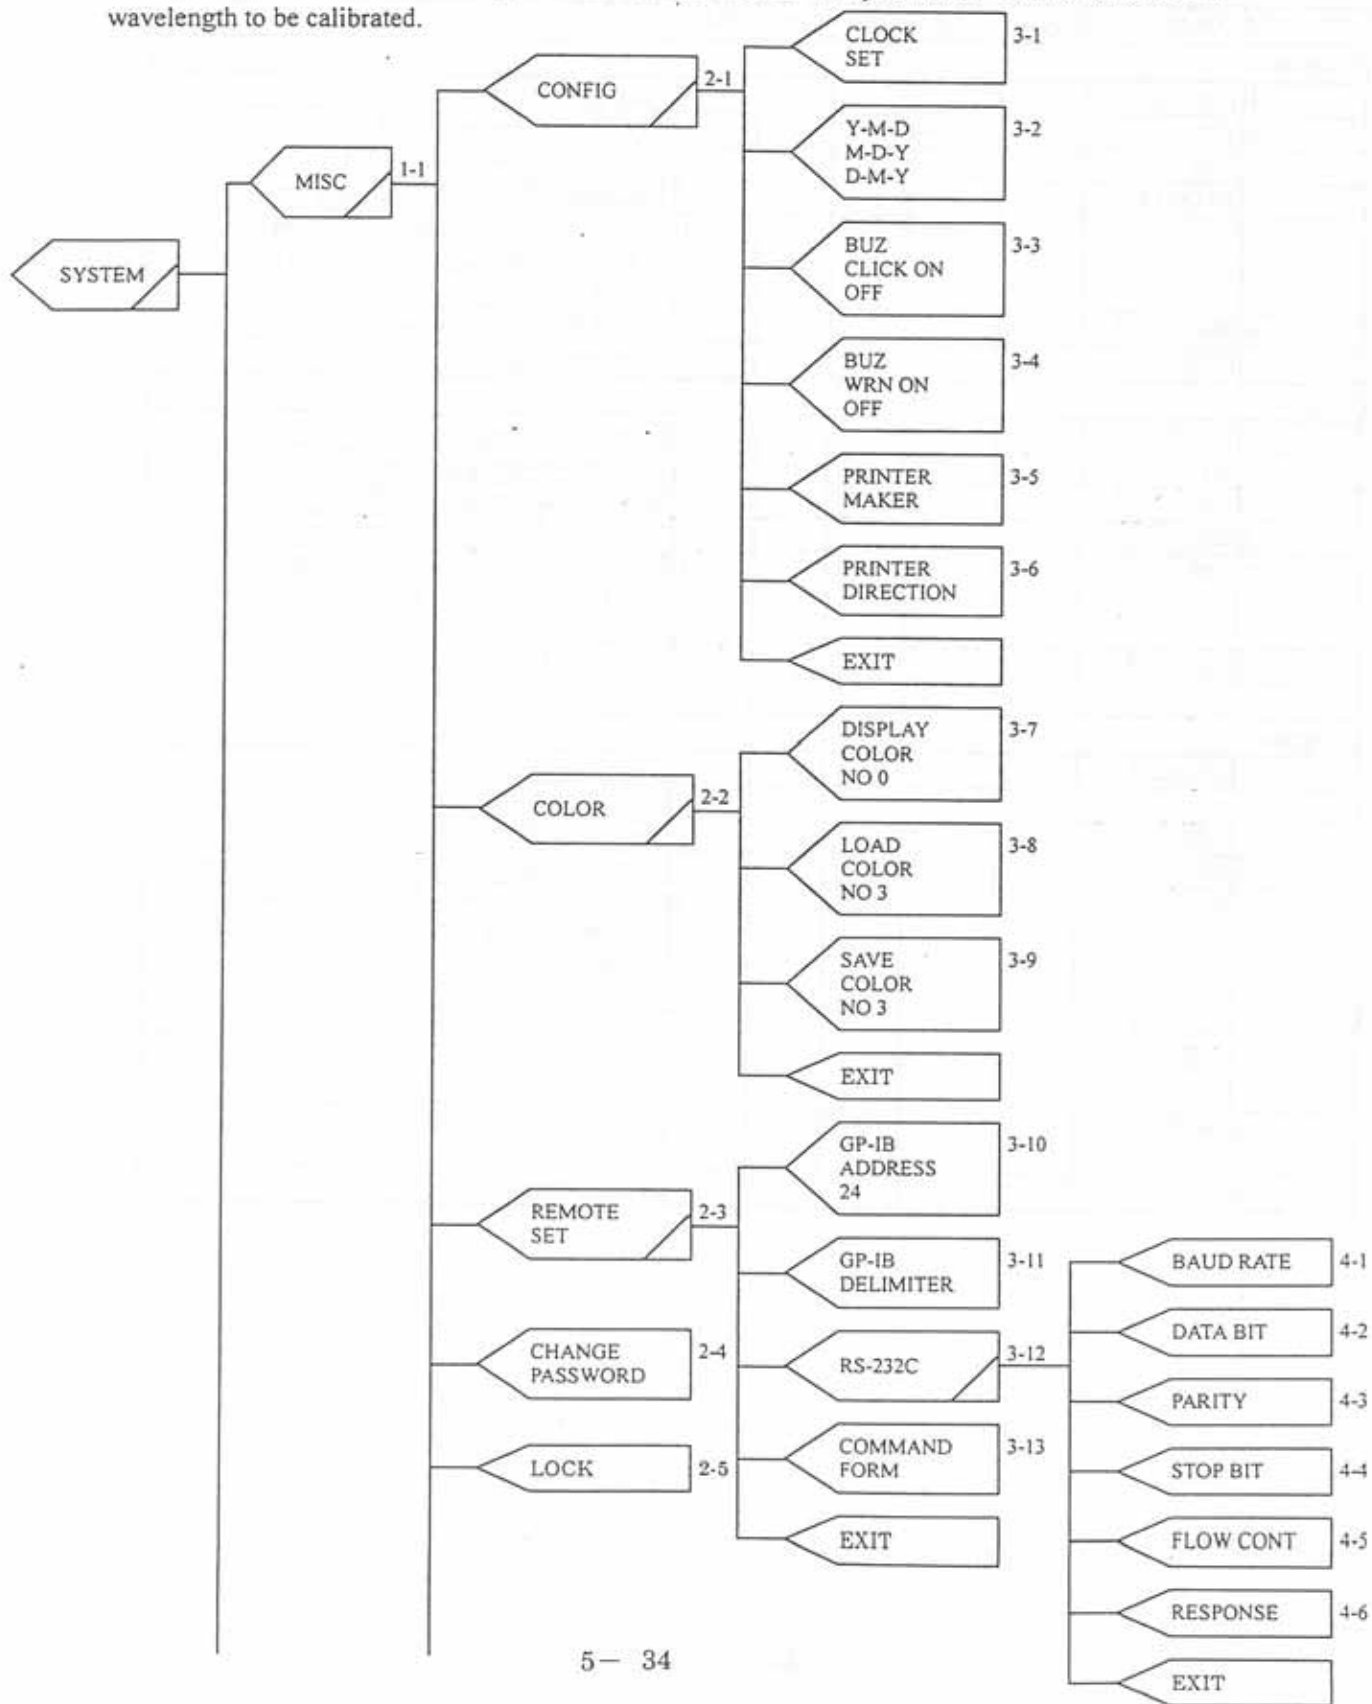 wavelength to be calibrated.
SYSTEM
MISC
1-1
CONFIG
2-1
CLOCK
SET
3-1
Y-M-D
M-D-Y
D-M-Y
3-2
BUZ
CLICK ON
OFF
3-3
BUZ
WRN ON
OFF
3-4
PRINTER
MAKER
3-5
PRINTER
DIRECTION
3-6
EXIT
COLOR
2-2
DISPLAY
COLOR
NO 0
3-7
LOAD
COLOR
NO 3
3-8
SAVE
COLOR
NO 3
3-9
EXIT
REMOTE
SET
2-3
GP-IB
ADDRESS
24
3-10
GP-IB
DELIMITER
3-11
RS-232C
3-12
BAUD RATE
4-1
DATA BIT
4-2
PARITY
4-3
STOP BIT
4-4
FLOW CONT
4-5
RESPONSE
4-6
EXIT
COMMAND
FORM
3-13
EXIT
CHANGE
PASSWORD
2-4
LOCK
2-5
5— 34